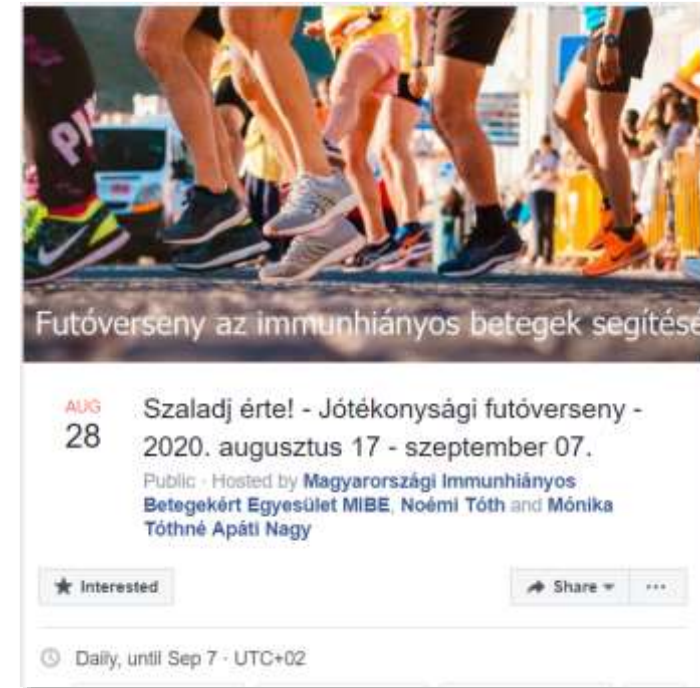 Futóverseny az immunhiányos betegek segítésé
AUG
28
Szaladj érte! - Jótékonysági futóverseny -
2020. augusztus 17 - szeptember 07.
Public · Hosted by Magyarországi Immunhiányos
Betegekért Egyesület MIBE, Noémi Tóth and Mónika
Tóthné Apáti Nagy
Interested
Share
Daily, until Sep 7 · UTC+02